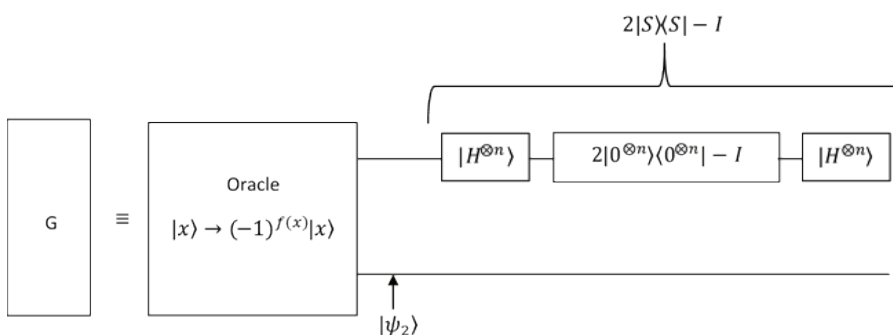 2|S⟩⟨S| − I
|H^{⊗n}⟩
2|0^{⊗n}⟩⟨0^{⊗n}| − I
|H^{⊗n}⟩
G
≡
Oracle
|x⟩ → (−1)^{f(x)}|x⟩
|ψ₂⟩